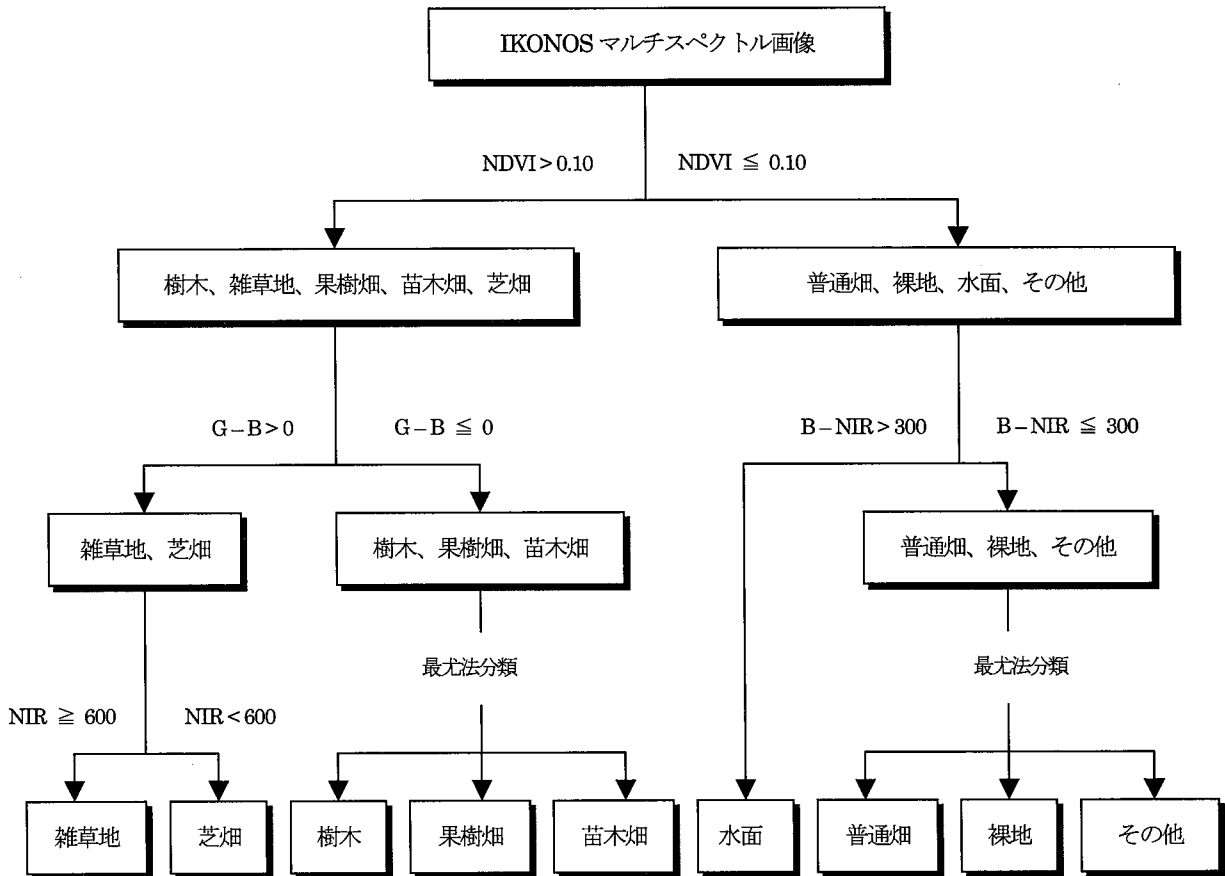 IKONOS マルチスペクトル画像
NDVI>0.10
NDVI ≦ 0.10
樹木、雑草地、果樹畑、苗木畑、芝畑
普通畑、裸地、水面、その他
G－B>0
G－B ≦ 0
B－NIR>300
B－NIR ≦ 300
雑草地、芝畑
樹木、果樹畑、苗木畑
普通畑、裸地、その他
最尤法分類
最尤法分類
NIR ≧ 600
NIR<600
雑草地
芝畑
樹木
果樹畑
苗木畑
水面
普通畑
裸地
その他